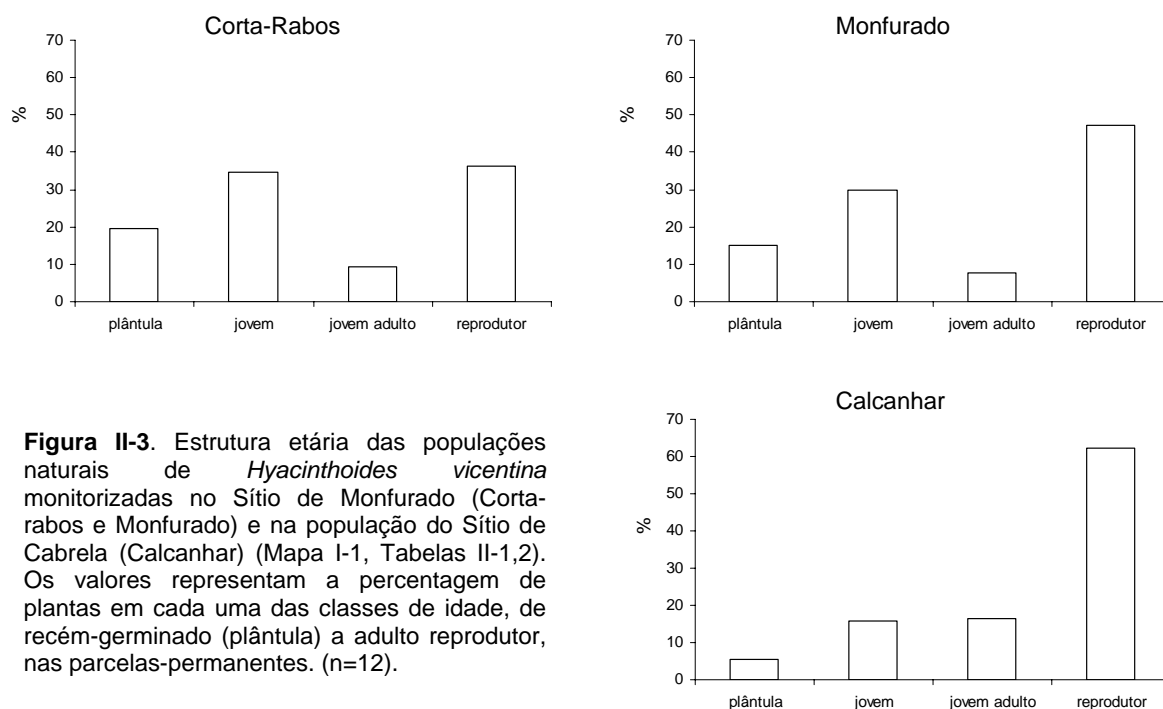 Corta-Rabos
70
60
50
40
30
20
10
0
%
plântula jovem jovem adulto reprodutor
Monfurado
70
60
50
40
30
20
10
0
%
plântula jovem jovem adulto reprodutor
Figura II-3. Estrutura etária das populações
naturais de Hyacinthoides vicentina
monitorizadas no Sítio de Monfurado (Corta-
rabos e Monfurado) e na população do Sítio de
Cabrela (Calcanhar) (Mapa I-1, Tabelas II-1,2).
Os valores representam a percentagem de
plantas em cada uma das classes de idade, de
recém-germinado (plântula) a adulto reprodutor,
nas parcelas-permanentes. (n=12).
Calcanhar
70
60
50
40
30
20
10
0
%
plântula jovem jovem adulto reprodutor